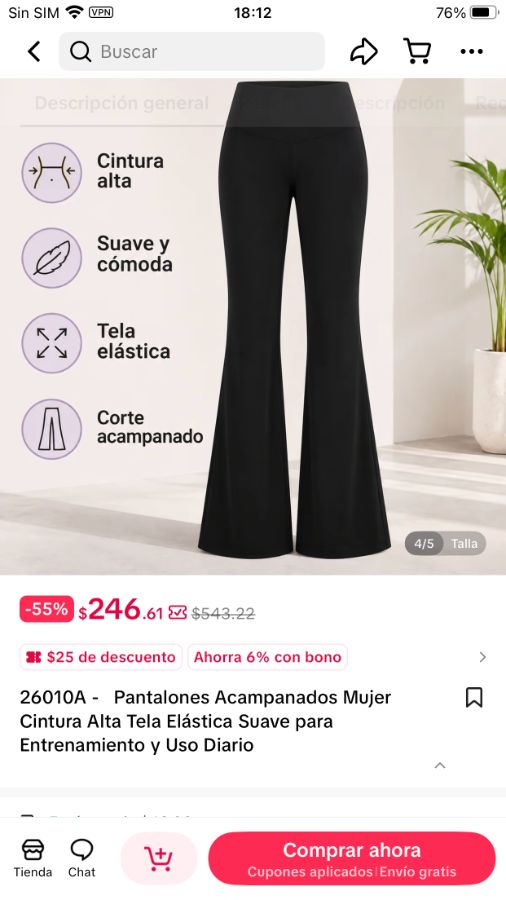 Sin SIM VPN 18:12 76%
Buscar
Descripción general
escripción
Cintura
alta
Suave y
cómoda
Tela
elástica
Corte
acampanado
4/5 Talla
-55% $246.61 $543.22
$25 de descuento Ahorra 6% con bono
26010A - Pantalones Acampanados Mujer
Cintura Alta Tela Elástica Suave para
Entrenamiento y Uso Diario
Comprar ahora
Tienda Chat Cupones aplicados | Envío gratis